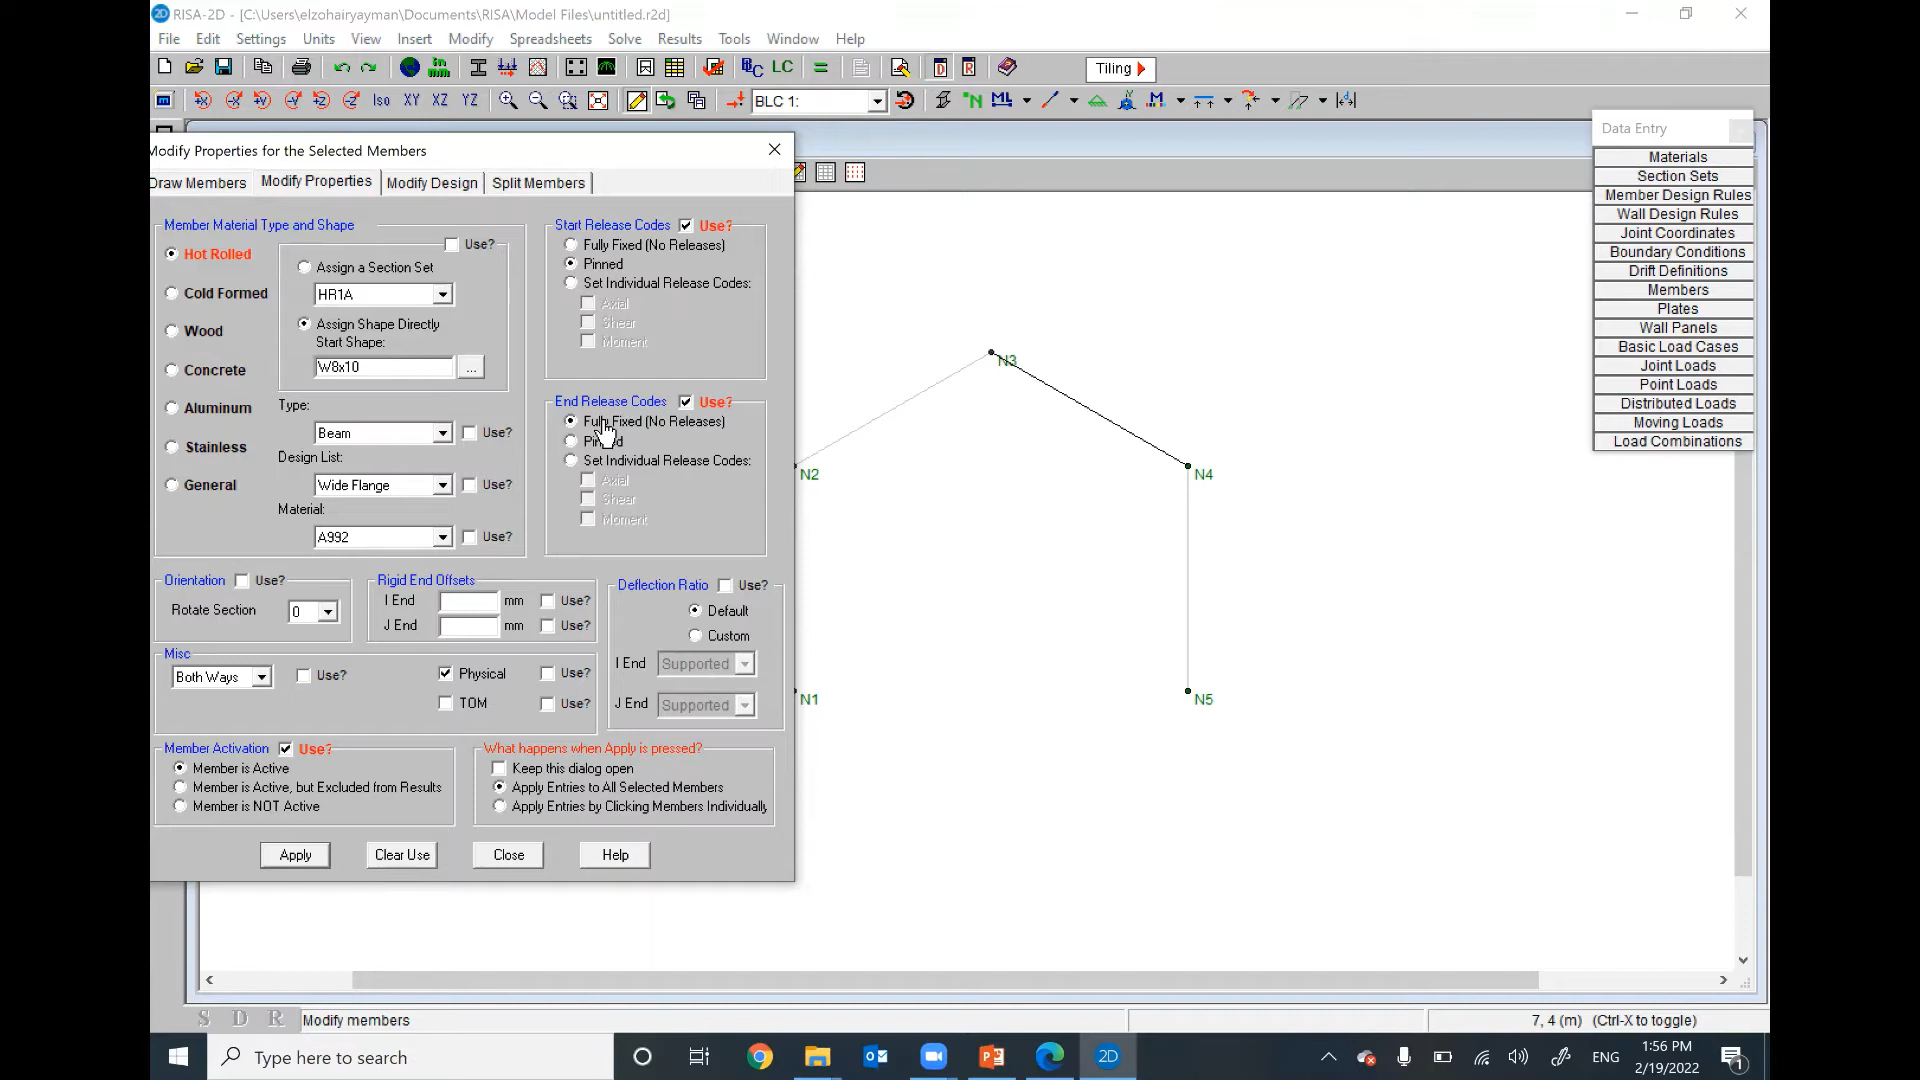 RISA-2D - [C:\Users\elzohairyayman\Documents\RISA\Model Files\untitled.r2d]
File Edit Settings Units View Insert Modify Spreadsheets Solve Results Tools Window Help
BC LC = D R Tiling
Iso XY XZ YZ BLC 1: N ML M
Modify Properties for the Selected Members
Draw Members Modify Properties Modify Design Split Members
Member Material Type and Shape
Hot Rolled
Cold Formed
Wood
Concrete
Aluminum
Stainless
General
Use?
Assign a Section Set
HR1A
Assign Shape Directly
Start Shape:
W8x10
...
Type:
Beam
Use?
Design List:
Wide Flange
Use?
Material:
A992
Use?
Start Release Codes Use?
Fully Fixed (No Releases)
Pinned
Set Individual Release Codes:
Axial
Shear
Moment
End Release Codes Use?
Fully Fixed (No Releases)
Pinned
Set Individual Release Codes:
Axial
Shear
Moment
Orientation Use?
Rotate Section 0
Rigid End Offsets
I End mm Use?
J End mm Use?
Deflection Ratio Use?
Default
Custom
I End Supported
J End Supported
Misc
Both Ways Use?
Physical Use?
TOM Use?
Member Activation Use?
Member is Active
Member is Active, but Excluded from Results
Member is NOT Active
What happens when Apply is pressed?
Keep this dialog open
Apply Entries to All Selected Members
Apply Entries by Clicking Members Individually
Apply Clear Use Close Help
N3
N2
N4
N1
N5
Data Entry
Materials
Section Sets
Member Design Rules
Wall Design Rules
Joint Coordinates
Boundary Conditions
Drift Definitions
Members
Plates
Wall Panels
Basic Load Cases
Joint Loads
Point Loads
Distributed Loads
Moving Loads
Load Combinations
S D R Modify members 7, 4 (m) (Ctrl-X to toggle)
Type here to search
2D
ENG
1:56 PM
2/19/2022
1